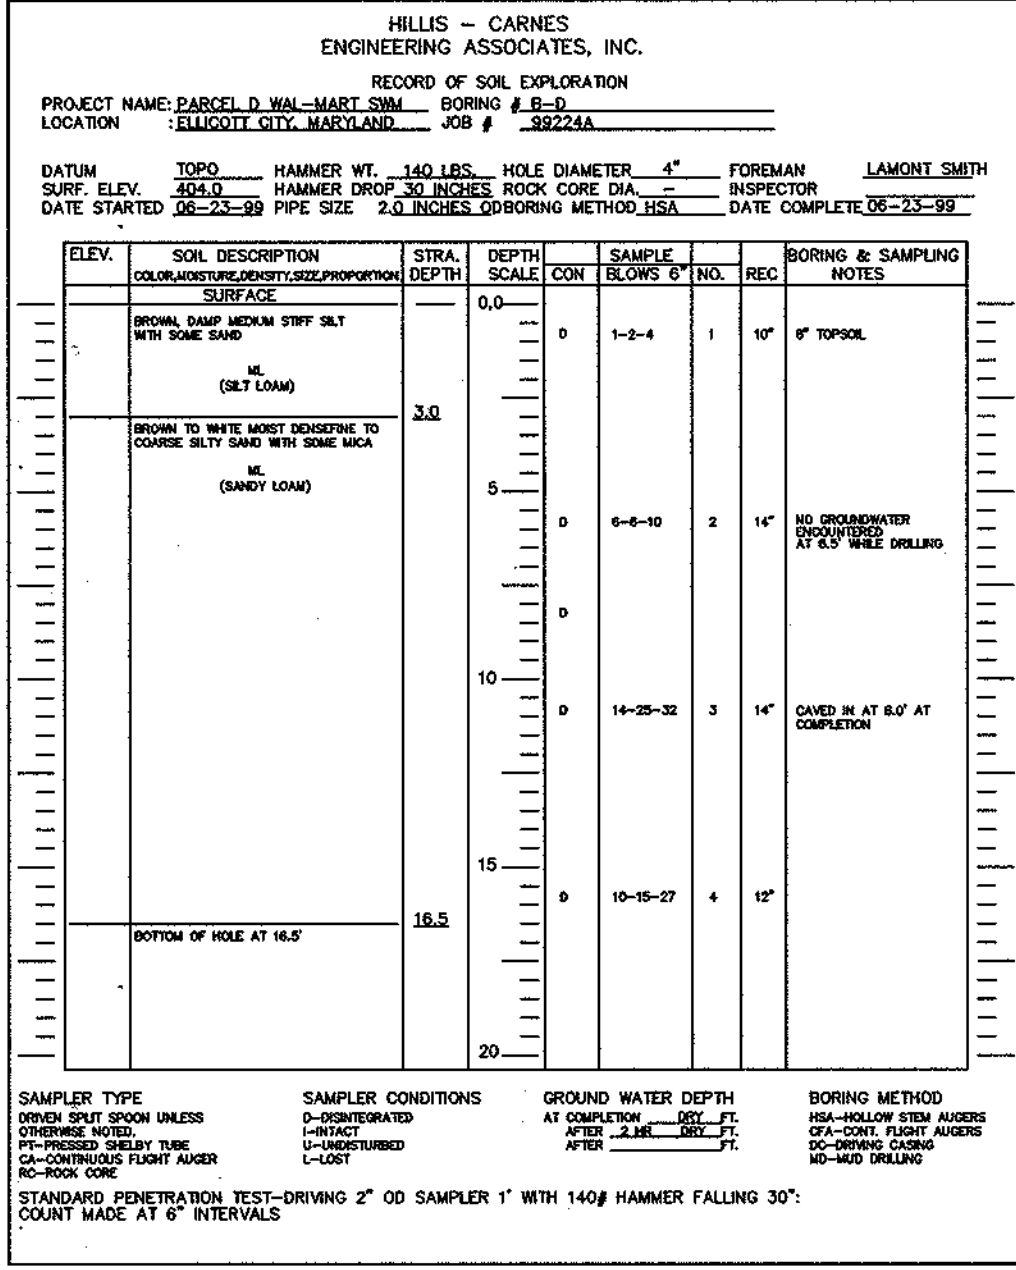 HILLIS - CARNES
ENGINEERING ASSOCIATES, INC.
RECORD OF SOIL EXPLORATION
PROJECT NAME: PARCEL D WAL-MART SWM BORING # B-D
LOCATION : ELLICOTT CITY, MARYLAND JOB # 99224A
DATUM TOPO HAMMER WT. 140 LBS. HOLE DIAMETER 4" FOREMAN LAMONT SMITH
SURF. ELEV. 404.0 HAMMER DROP 30 INCHES ROCK CORE DIA. - INSPECTOR
DATE STARTED 06-23-99 PIPE SIZE 2.0 INCHES OD BORING METHOD HSA DATE COMPLETE 06-23-99
ELEV. SOIL DESCRIPTION STRA. DEPTH SAMPLE BORING & SAMPLING
COLOR,MOISTURE,DENSITY,SIZE,PROPORTION DEPTH SCALE CON BLOWS 6" NO. REC NOTES
SURFACE 0.0
BROWN, DAMP MEDIUM STIFF SILT
WITH SOME SAND D 1-2-4 1 10" 6" TOPSOIL
ML
(SILT LOAM)
3.0
BROWN TO WHITE MOIST DENSEFINE TO
COARSE SILTY SAND WITH SOME MICA
ML
(SANDY LOAM) 5
D 6-6-10 2 14" NO GROUNDWATER
ENCOUNTERED
AT 6.5' WHILE DRILLING
D
10
D 14-25-32 3 14" CAVED IN AT 6.0' AT
COMPLETION
15
D 10-15-27 4 12"
16.5
BOTTOM OF HOLE AT 16.5'
20
SAMPLER TYPE SAMPLER CONDITIONS GROUND WATER DEPTH BORING METHOD
DRIVEN SPLIT SPOON UNLESS D-DISINTEGRATED AT COMPLETION DRY FT. HSA-HOLLOW STEM AUGERS
OTHERWISE NOTED. I-INTACT AFTER 2 HR DRY FT. CFA-CONT. FLIGHT AUGERS
PT-PRESSED SHELBY TUBE U-UNDISTURBED AFTER FT. DC-DRIVING CASING
CA-CONTINUOUS FLIGHT AUGER L-LOST MD-MUD DRILLING
RC-ROCK CORE
STANDARD PENETRATION TEST-DRIVING 2" OD SAMPLER 1' WITH 140# HAMMER FALLING 30":
COUNT MADE AT 6" INTERVALS